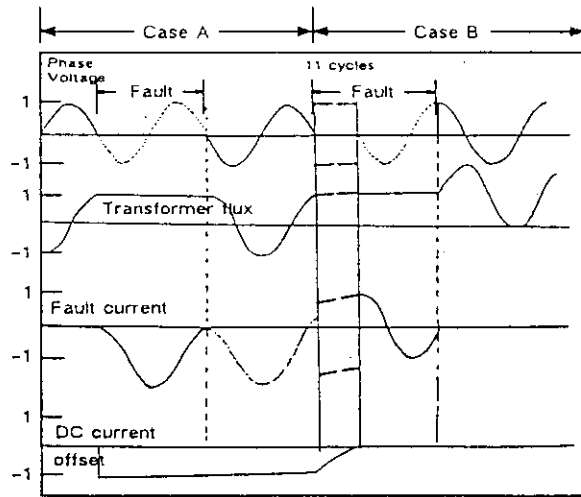 Case A
Case B
Phase
Voltage
11 cycles
Fault
Fault
1
-1
1
Transformer flux
-1
1
Fault current
-1
1
DC current
offset
-1